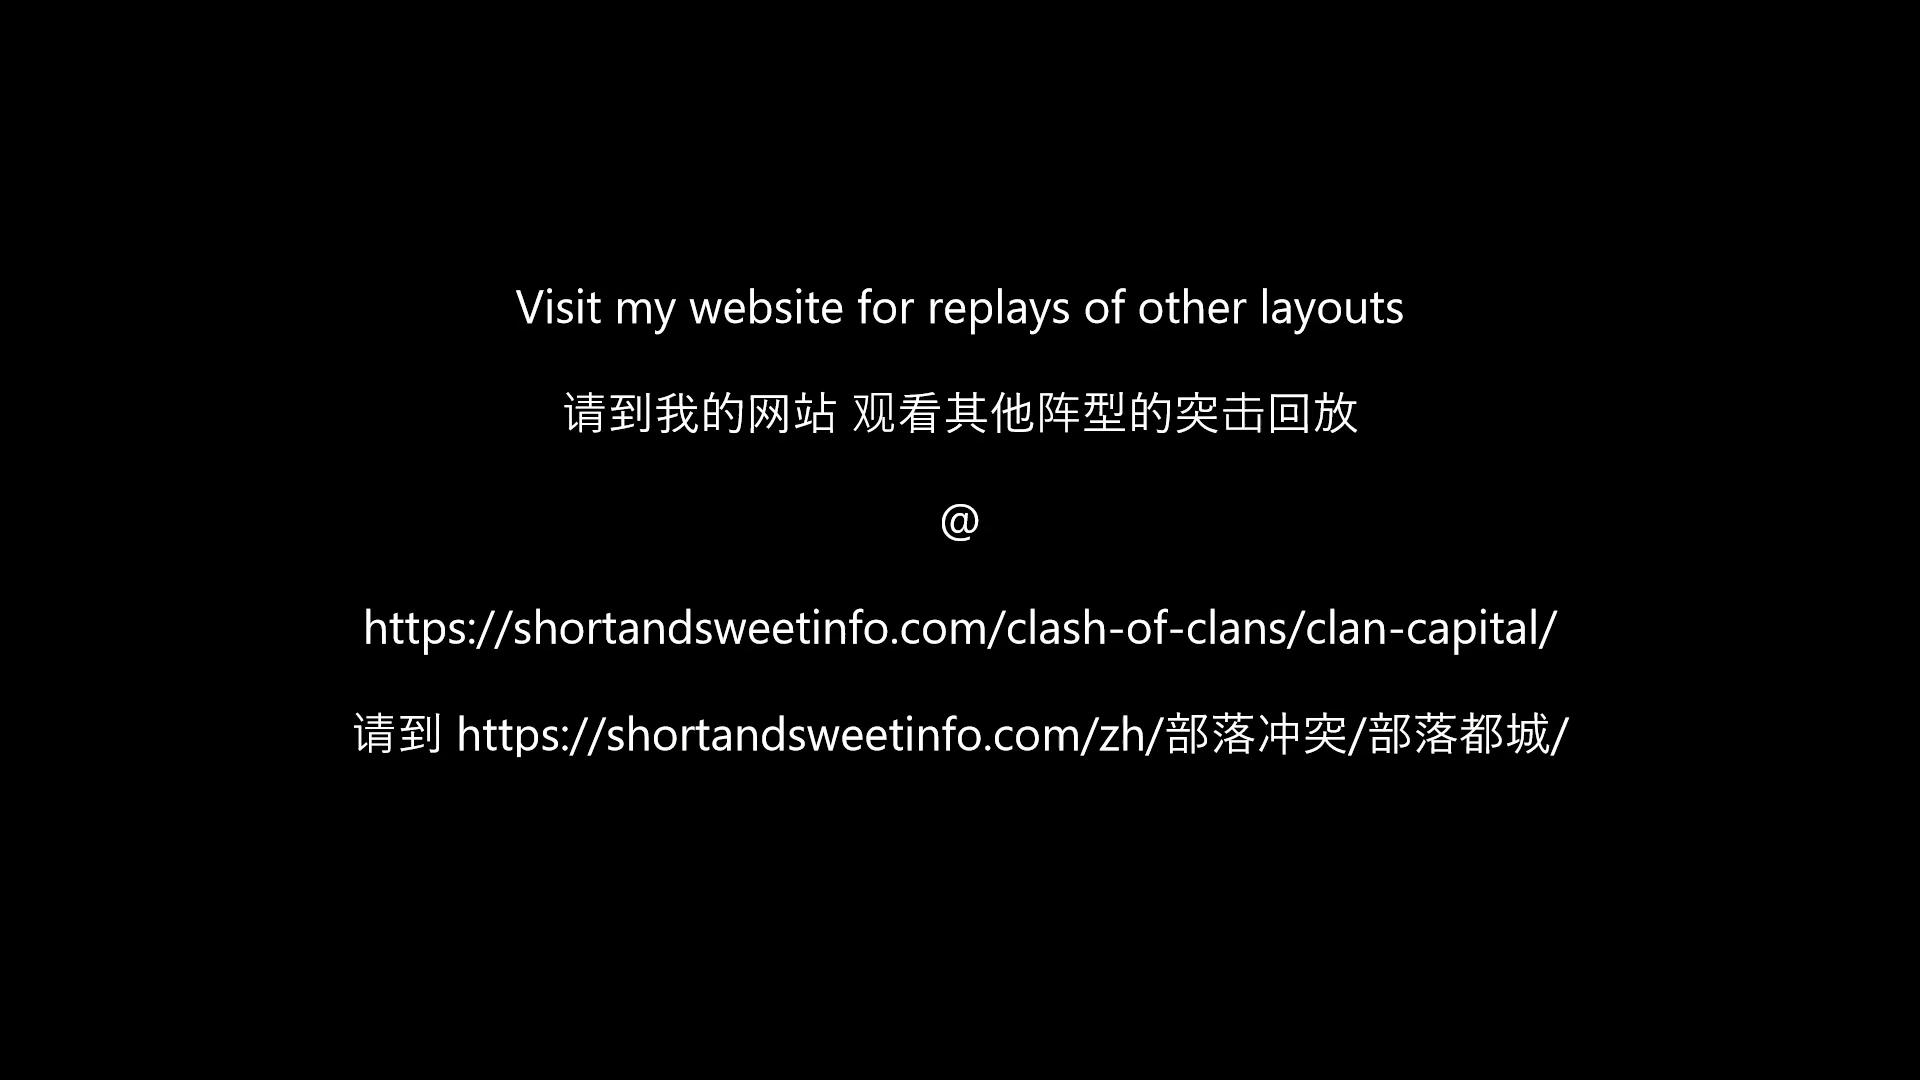 Visit my website for replays of other layouts
请到我的网站 观看其他阵型的突击回放
@
https://shortandsweetinfo.com/clash-of-clans/clan-capital/
请到 https://shortandsweetinfo.com/zh/部落冲突/部落都城/